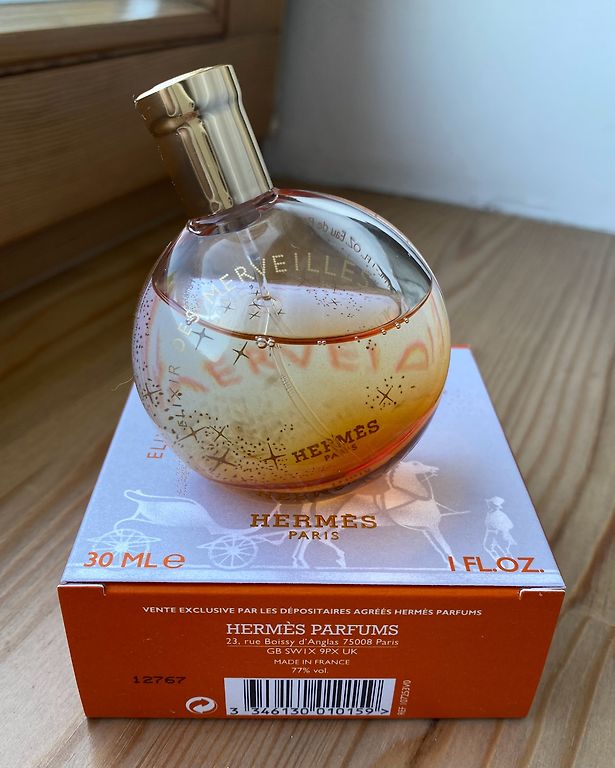 ELIXIR DES MERVEILLES
HERMÈS
PARIS
HERMÈS
PARIS
30 ML e
1 FL.OZ.
VENTE EXCLUSIVE PAR LES DÉPOSITAIRES AGRÉÉS HERMÈS PARFUMS
HERMÈS PARFUMS
23, rue Boissy d'Anglas 75008 Paris
GB SW1X 9PX UK
MADE IN FRANCE
77% vol.
12767
3 346130 010159 >